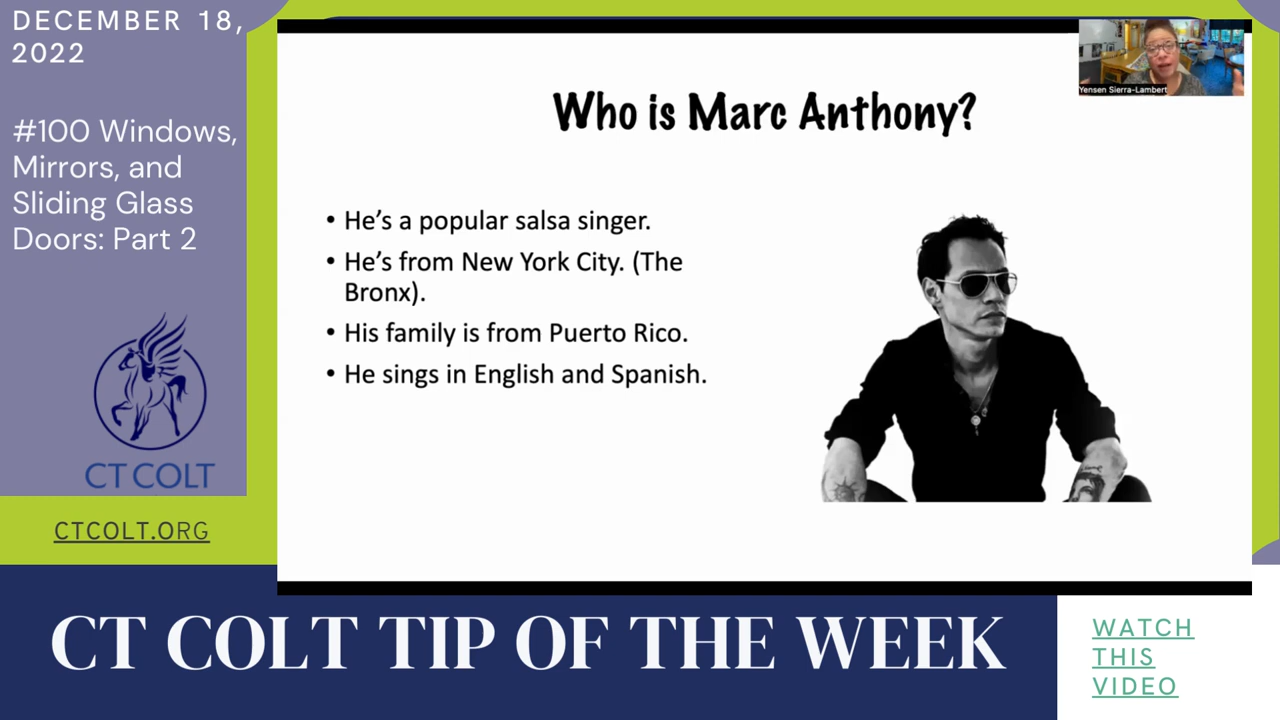 DECEMBER 18,
2022
#100 Windows,
Mirrors, and
Sliding Glass
Doors: Part 2
CT COLT
CTCOLT.ORG
Who is Marc Anthony?
• He's a popular salsa singer.
• He's from New York City. (The
Bronx).
• His family is from Puerto Rico.
• He sings in English and Spanish.
Yensen Sierra-Lambert
CT COLT TIP OF THE WEEK
WATCH
THIS
VIDEO